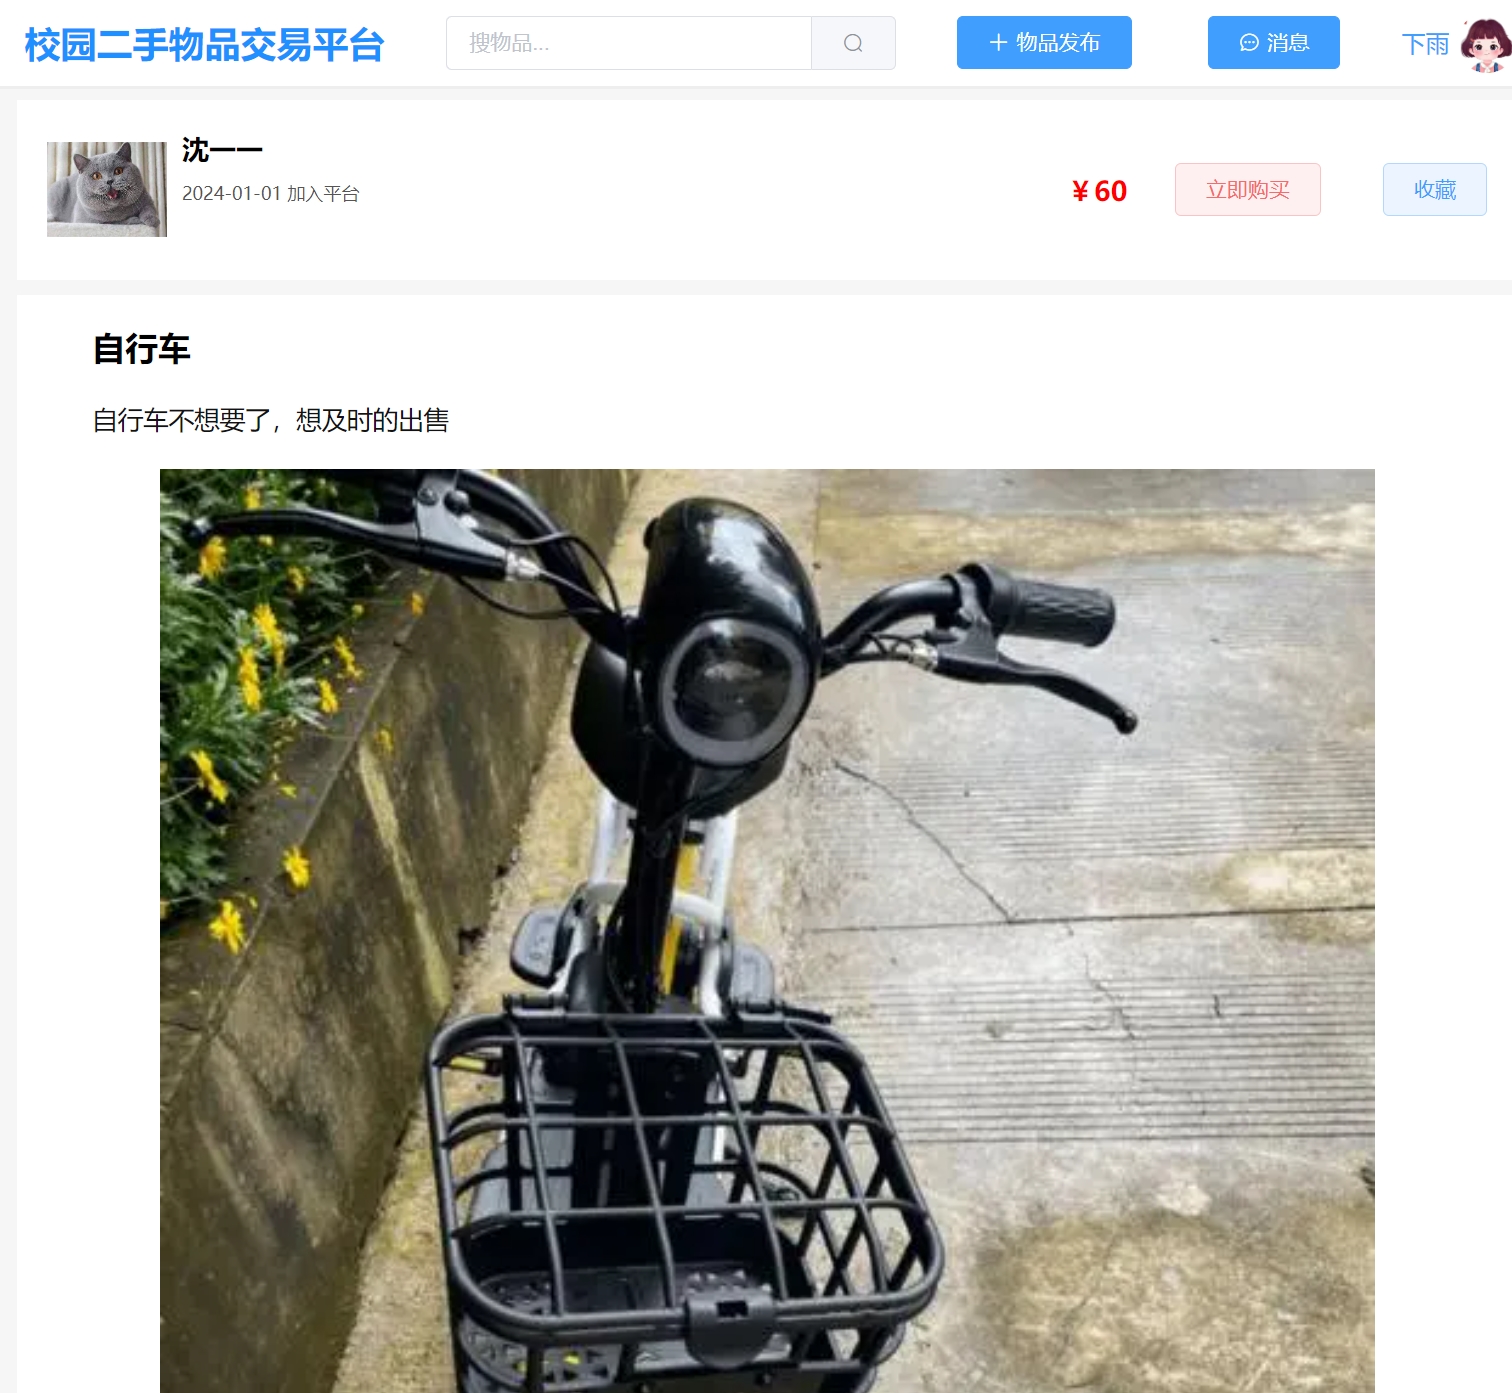 校园二手物品交易平台
搜物品...
物品发布
消息
下雨
沈一一
2024-01-01 加入平台
¥ 60
立即购买
收藏
自行车
自行车不想要了，想及时的出售